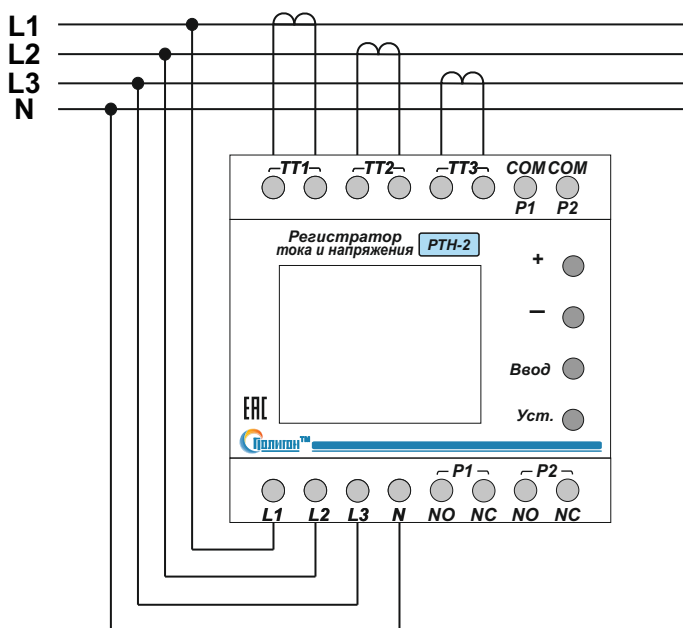 L1
L2
L3
N
TT1 TT2 TT3 COM COM
P1 P2
Регистратор
тока и напряжения РТН-2
+
–
Ввод
Уст.
EAC
Полигон™
P1 P2
L1 L2 L3 N NO NC NO NC